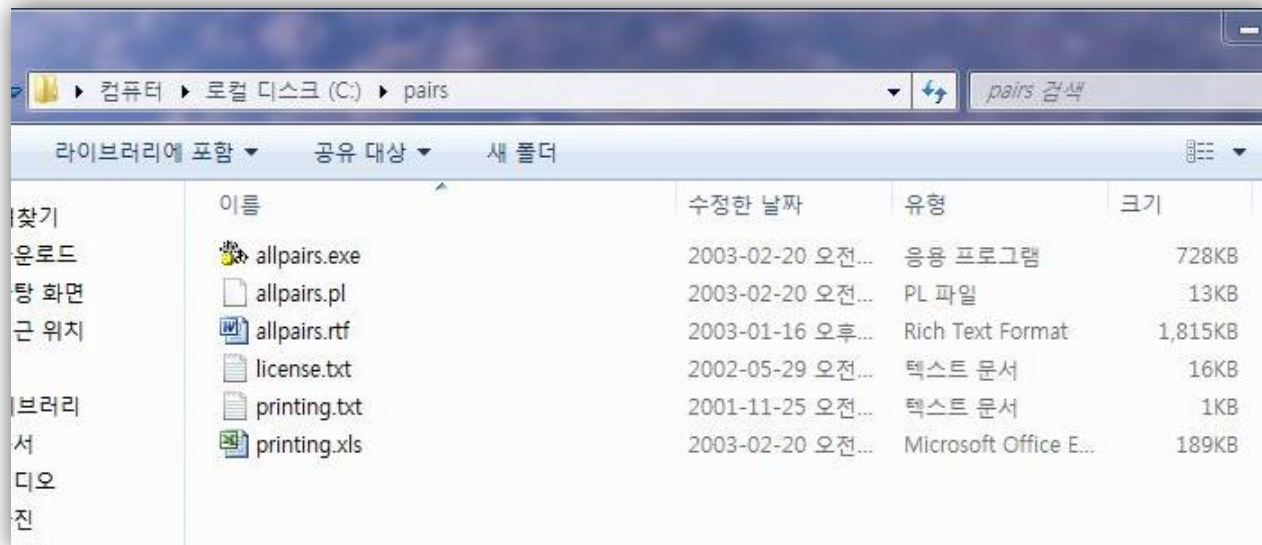 컴퓨터 ▸ 로컬 디스크 (C:) ▸ pairs
pairs 검색
라이브러리에 포함 공유 대상 새 폴더
이름 수정한 날짜 유형 크기
allpairs.exe 2003-02-20 오전... 응용 프로그램 728KB
allpairs.pl 2003-02-20 오전... PL 파일 13KB
allpairs.rtf 2003-01-16 오후... Rich Text Format 1,815KB
license.txt 2002-05-29 오전... 텍스트 문서 16KB
printing.txt 2001-11-25 오전... 텍스트 문서 1KB
printing.xls 2003-02-20 오전... Microsoft Office E... 189KB
찾기
운로드
탕 화면
근 위치
브러리
서
디오
진